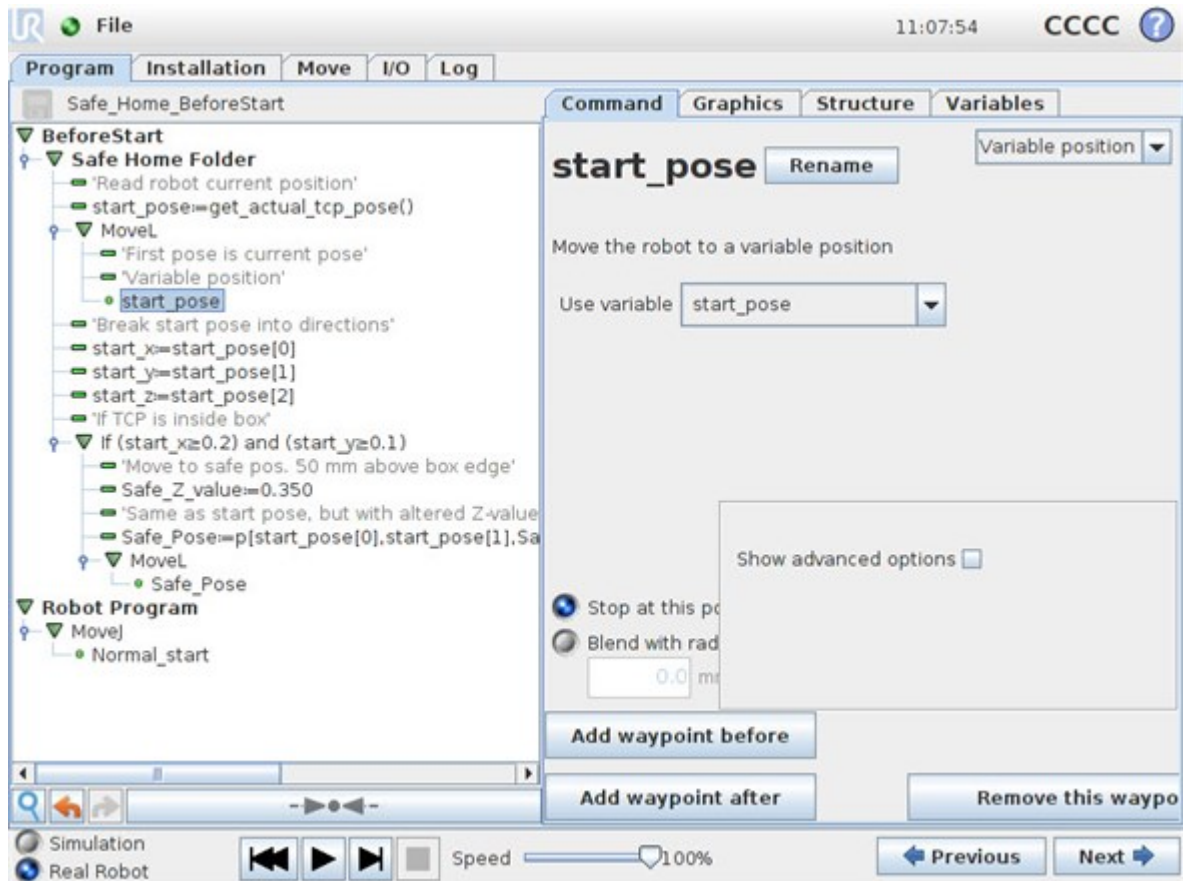 UR File 11:07:54 CCCC ?
Program Installation Move I/O Log
Safe_Home_BeforeStart
BeforeStart
Safe Home Folder
'Read robot current position'
start_pose≔get_actual_tcp_pose()
MoveL
'First pose is current pose'
'Variable position'
start_pose
'Break start pose into directions'
start_x≔start_pose[0]
start_y≔start_pose[1]
start_z≔start_pose[2]
'If TCP is inside box'
If (start_x≥0.2) and (start_y≥0.1)
'Move to safe pos. 50 mm above box edge'
Safe_Z_value≔0.350
'Same as start pose, but with altered Z-value
Safe_Pose≔p[start_pose[0],start_pose[1],Sa
MoveL
Safe_Pose
Robot Program
MoveJ
Normal_start
Command Graphics Structure Variables
Variable position
start_pose Rename
Move the robot to a variable position
Use variable start_pose
Show advanced options
Stop at this po
Blend with rad
0.0 mm
Add waypoint before
Add waypoint after Remove this waypo
Simulation
Real Robot
Speed 100%
Previous Next